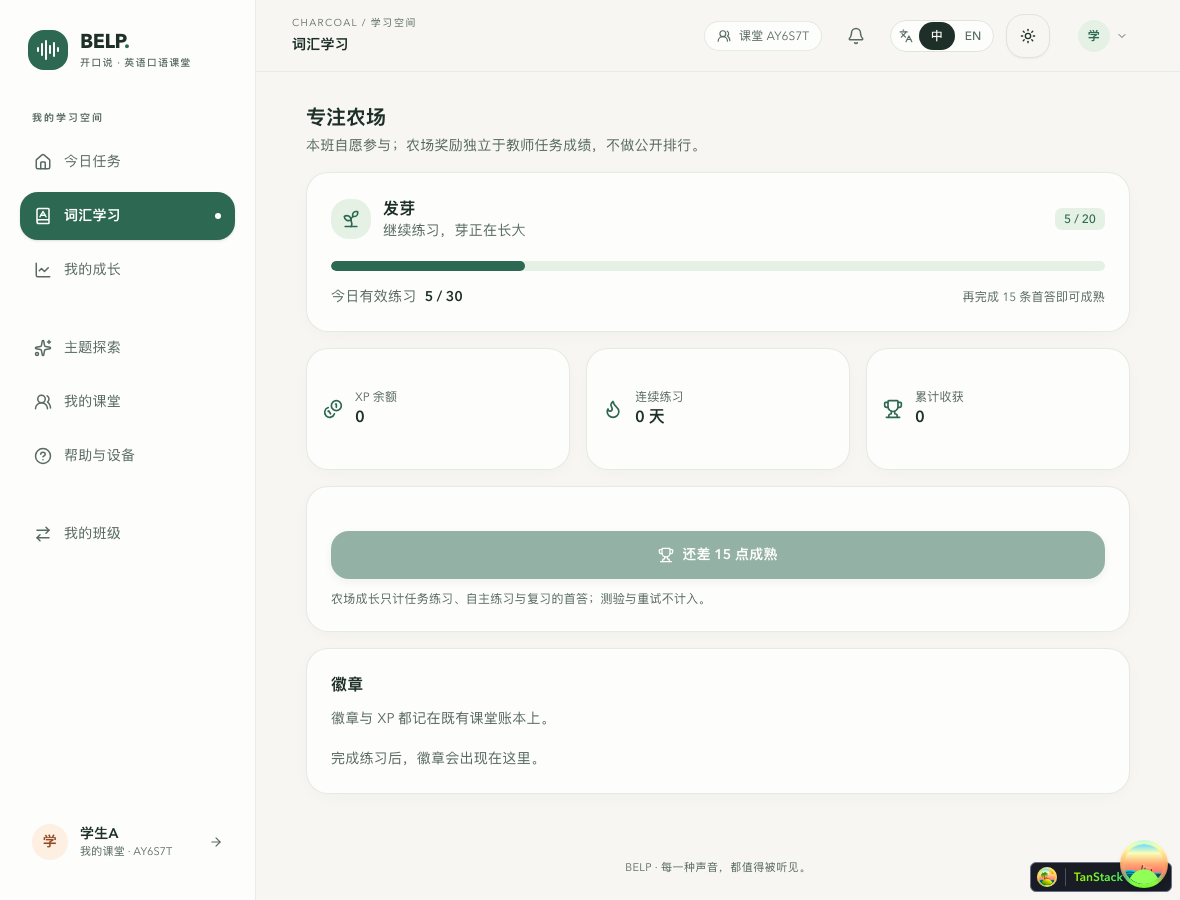 BELP.
开口说 · 英语口语课堂
我的学习空间
今日任务
词汇学习
我的成长
主题探索
我的课堂
帮助与设备
我的班级
学
学生A
我的课堂 · AY6S7T
CHARCOAL / 学习空间
词汇学习
课堂 AY6S7T
中
EN
学
专注农场
本班自愿参与；农场奖励独立于教师任务成绩，不做公开排行。
发芽
继续练习，芽正在长大
5 / 20
今日有效练习 5 / 30
再完成 15 条首答即可成熟
XP 余额
0
连续练习
0 天
累计收获
0
还差 15 点成熟
农场成长只计任务练习、自主练习与复习的首答；测验与重试不计入。
徽章
徽章与 XP 都记在既有课堂账本上。
完成练习后，徽章会出现在这里。
BELP · 每一种声音，都值得被听见。
TanStack